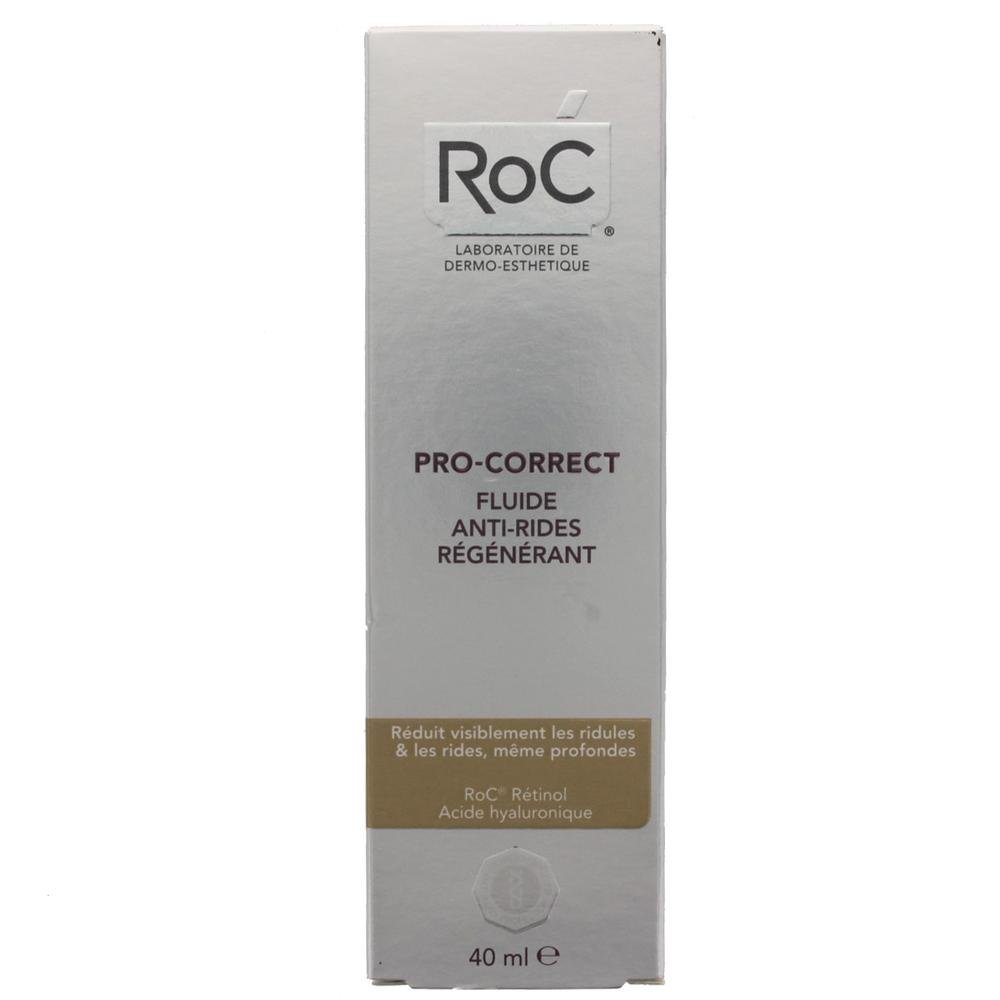 RoC
®
LABORATOIRE DE
DERMO-ESTHETIQUE
PRO-CORRECT
FLUIDE
ANTI-RIDES
RÉGÉNÉRANT
Réduit visiblement les ridules
& les rides, même profondes
RoC® Rétinol
Acide hyaluronique
40 ml ℮